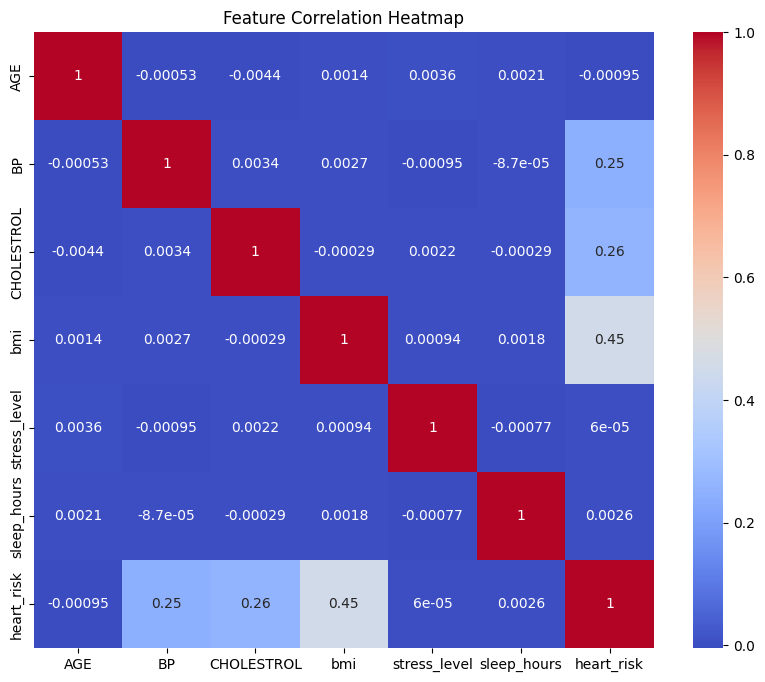 Feature Correlation Heatmap
AGE 1 -0.00053 -0.0044 0.0014 0.0036 0.0021 -0.00095
BP -0.00053 1 0.0034 0.0027 -0.00095 -8.7e-05 0.25
CHOLESTROL -0.0044 0.0034 1 -0.00029 0.0022 -0.00029 0.26
bmi 0.0014 0.0027 -0.00029 1 0.00094 0.0018 0.45
stress_level 0.0036 -0.00095 0.0022 0.00094 1 -0.00077 6e-05
sleep_hours 0.0021 -8.7e-05 -0.00029 0.0018 -0.00077 1 0.0026
heart_risk -0.00095 0.25 0.26 0.45 6e-05 0.0026 1
AGE BP CHOLESTROL bmi stress_level sleep_hours heart_risk
1.0
0.8
0.6
0.4
0.2
0.0